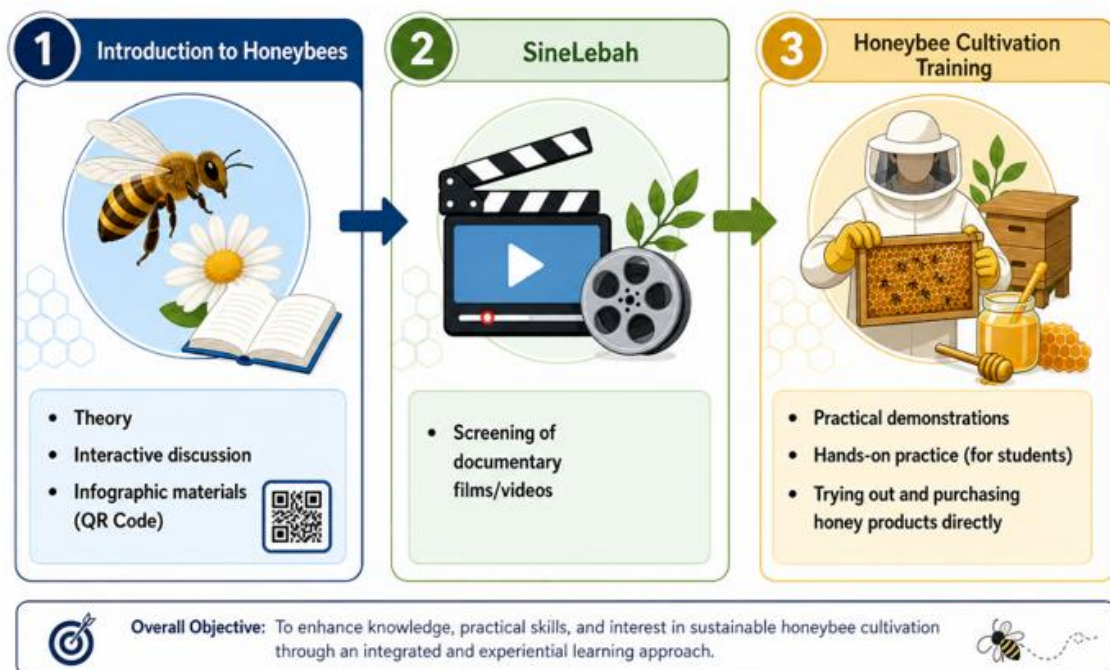 1
Introduction to Honeybees
2
SineLebah
3
Honeybee Cultivation
Training
• Theory
• Interactive discussion
• Infographic materials
(QR Code)
• Screening of
documentary
films/videos
• Practical demonstrations
• Hands-on practice (for students)
• Trying out and purchasing
honey products directly
Overall Objective: To enhance knowledge, practical skills, and interest in sustainable honeybee cultivation
through an integrated and experiential learning approach.